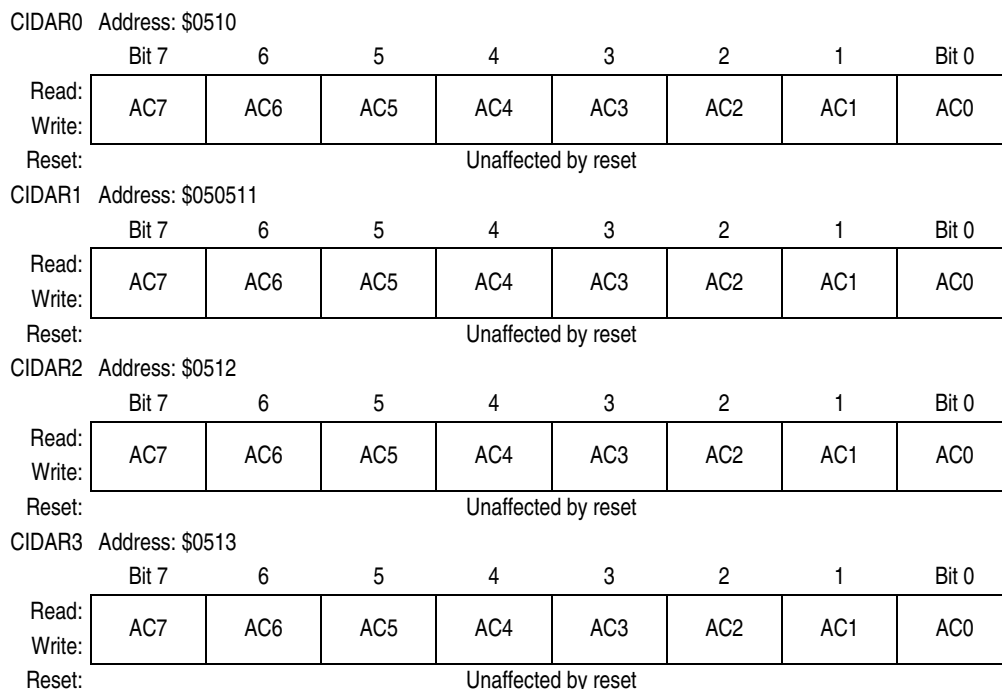 CIDAR0 Address: $0510
Bit 7 6 5 4 3 2 1 Bit 0
Read:
AC7 AC6 AC5 AC4 AC3 AC2 AC1 AC0
Write:
Reset: Unaffected by reset
CIDAR1 Address: $050511
Bit 7 6 5 4 3 2 1 Bit 0
Read:
AC7 AC6 AC5 AC4 AC3 AC2 AC1 AC0
Write:
Reset: Unaffected by reset
CIDAR2 Address: $0512
Bit 7 6 5 4 3 2 1 Bit 0
Read:
AC7 AC6 AC5 AC4 AC3 AC2 AC1 AC0
Write:
Reset: Unaffected by reset
CIDAR3 Address: $0513
Bit 7 6 5 4 3 2 1 Bit 0
Read:
AC7 AC6 AC5 AC4 AC3 AC2 AC1 AC0
Write:
Reset: Unaffected by reset